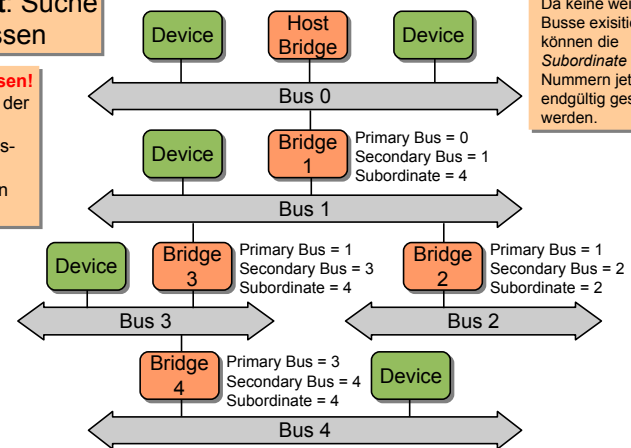 t: Suche
ssen
Device
Host
Bridge
Device
Da keine wei
Busse exisitie
können die
Subordinate
Nummern jet
endgültig ges
werden.
sen!
der
s-
n
Bus 0
Device
Bridge
1
Primary Bus = 0
Secondary Bus = 1
Subordinate = 4
Bus 1
Device
Bridge
3
Primary Bus = 1
Secondary Bus = 3
Subordinate = 4
Bridge
2
Primary Bus = 1
Secondary Bus = 2
Subordinate = 2
Bus 3
Bus 2
Bridge
4
Primary Bus = 3
Secondary Bus = 4
Subordinate = 4
Device
Bus 4